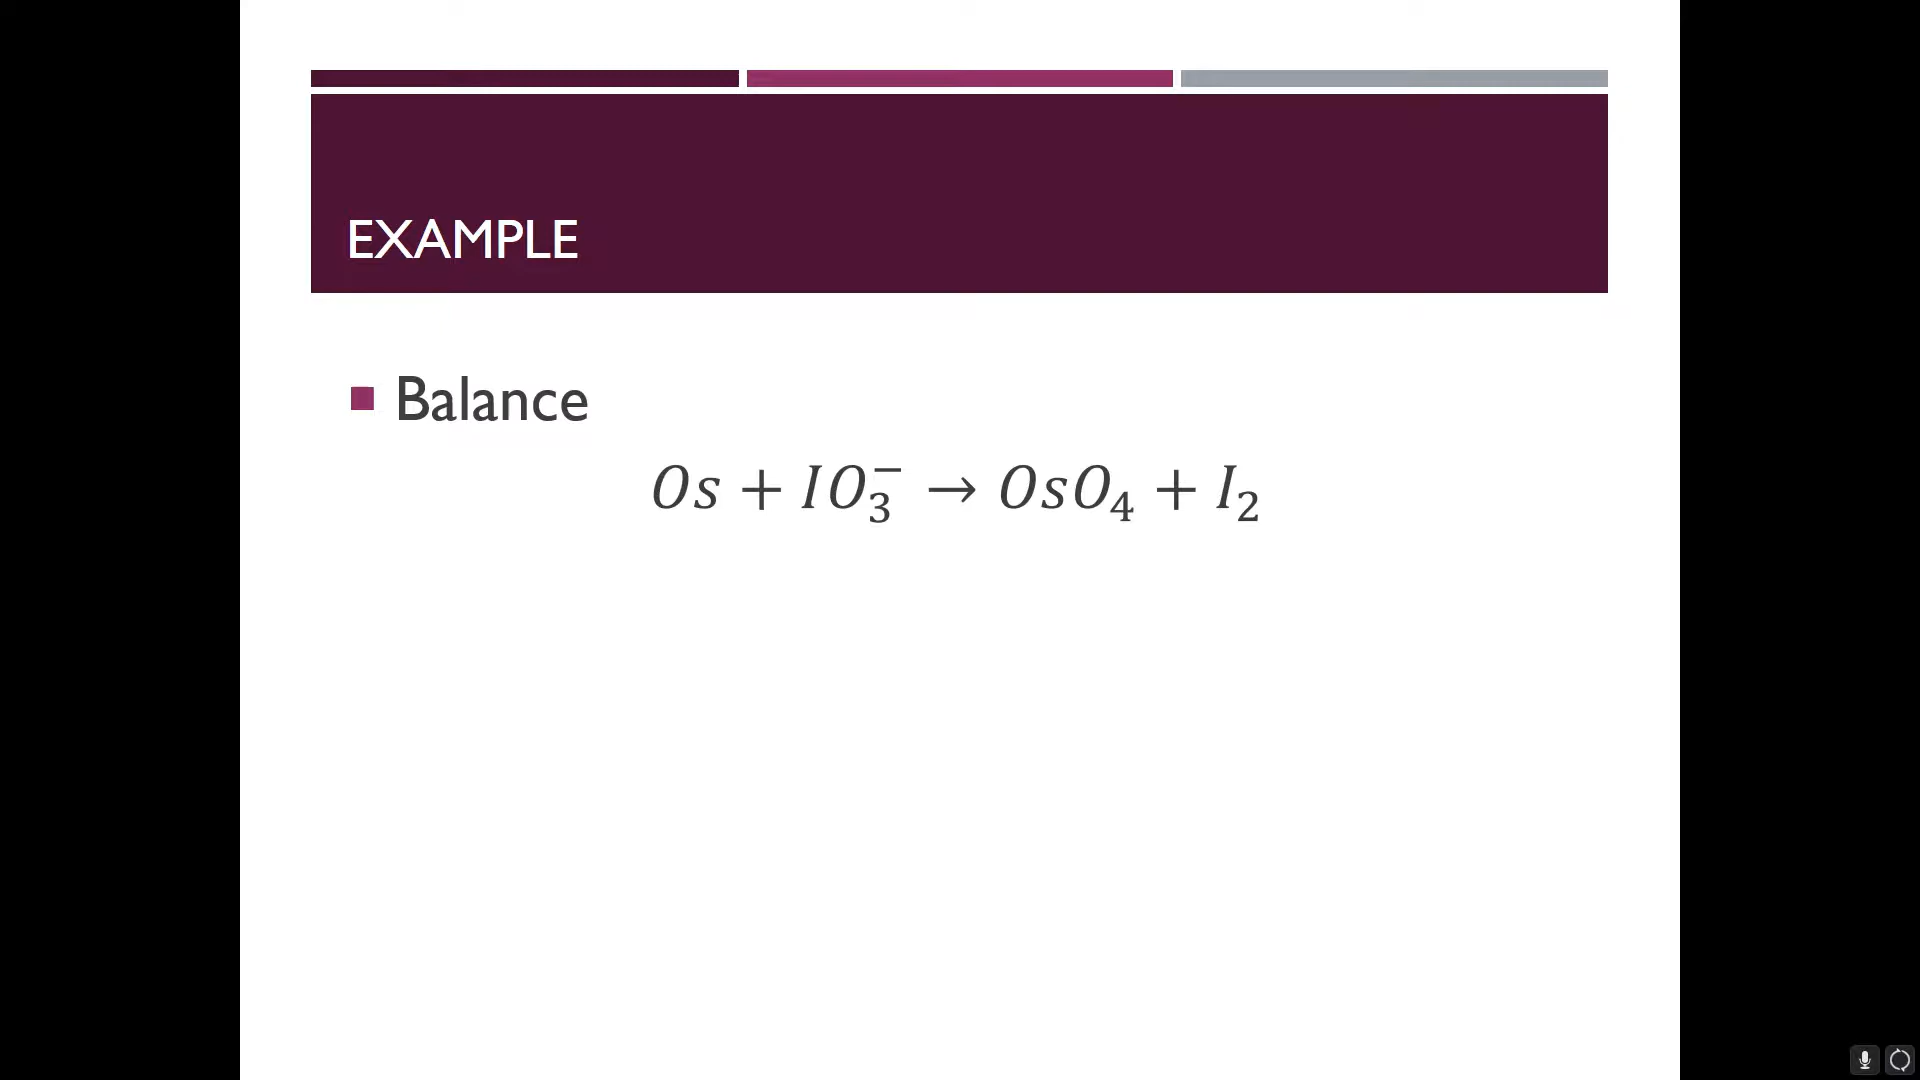 EXAMPLE
Balance
Os + IO₃⁻ → OsO₄ + I₂